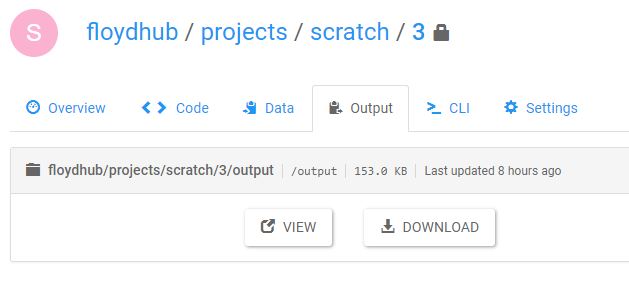 S floydhub / projects / scratch / 3
Overview Code Data Output CLI Settings
floydhub/projects/scratch/3/output /output 153.0 KB Last updated 8 hours ago
VIEW DOWNLOAD